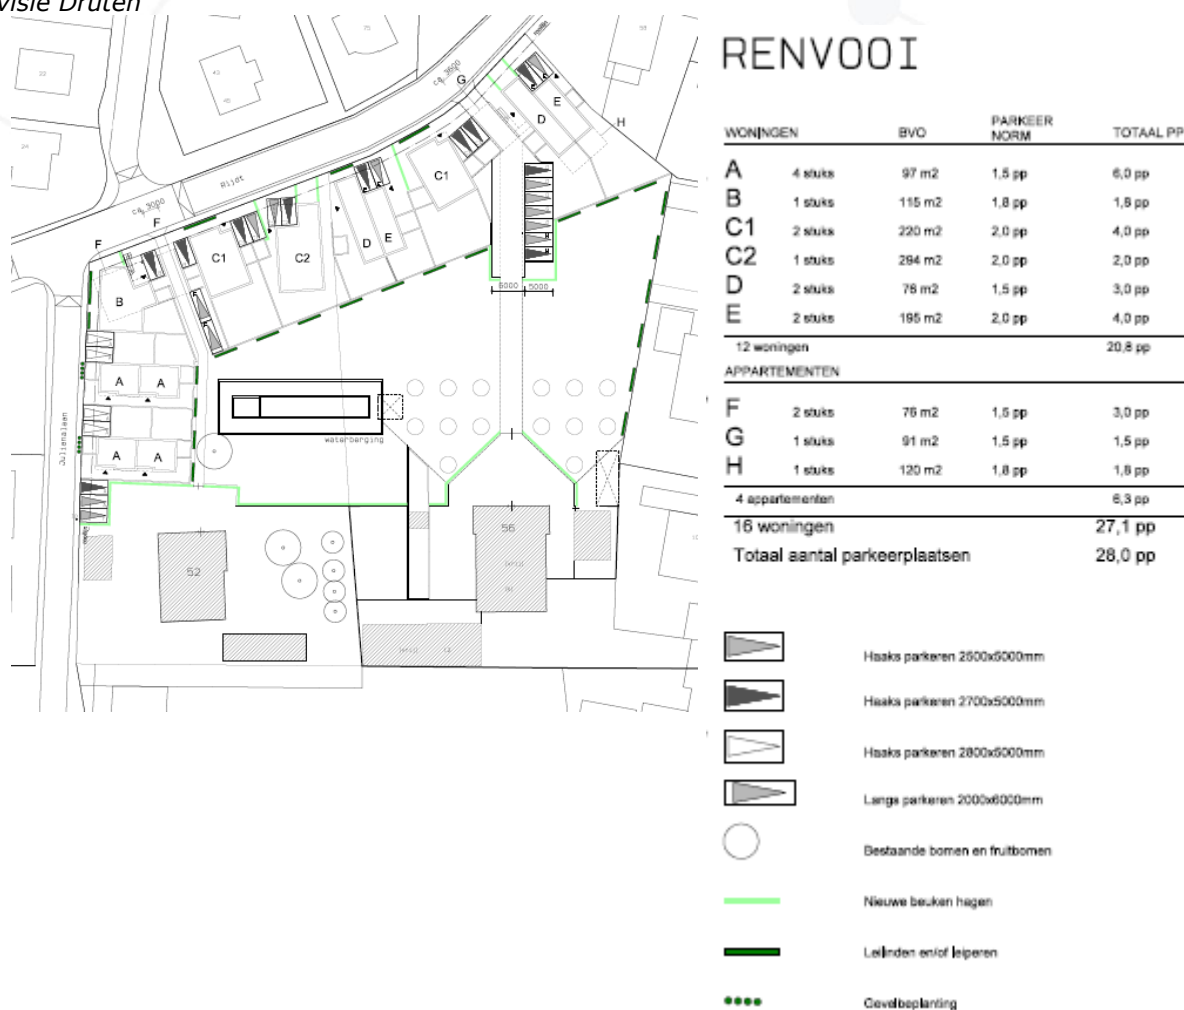 visie Druten
RENVOOI
WONINGEN BVO PARKEER NORM TOTAAL PP
A 4 stuks 97 m2 1,5 pp 6,0 pp
B 1 stuks 115 m2 1,8 pp 1,8 pp
C1 2 stuks 220 m2 2,0 pp 4,0 pp
C2 1 stuks 294 m2 2,0 pp 2,0 pp
D 2 stuks 76 m2 1,5 pp 3,0 pp
E 2 stuks 195 m2 2,0 pp 4,0 pp
12 woningen 20,8 pp
APPARTEMENTEN
F 2 stuks 76 m2 1,5 pp 3,0 pp
G 1 stuks 91 m2 1,5 pp 1,5 pp
H 1 stuks 120 m2 1,8 pp 1,8 pp
4 appartementen 6,3 pp
16 woningen 27,1 pp
Totaal aantal parkeerplaatsen 28,0 pp
Haaks parkeren 2500x5000mm
Haaks parkeren 2700x5000mm
Haaks parkeren 2800x5000mm
Langs parkeren 2000x6000mm
Bestaande bomen en fruitbomen
Nieuwe beuken hagen
Leilinden en/of leiperen
Gevelbeplanting
ca. 3600
G
E
D
H
C1
Rijdt
ca. 3000
F
F
C1
C2
D
E
B
6000 5000
A A
A A
Julianalaan
waterberging
52
56